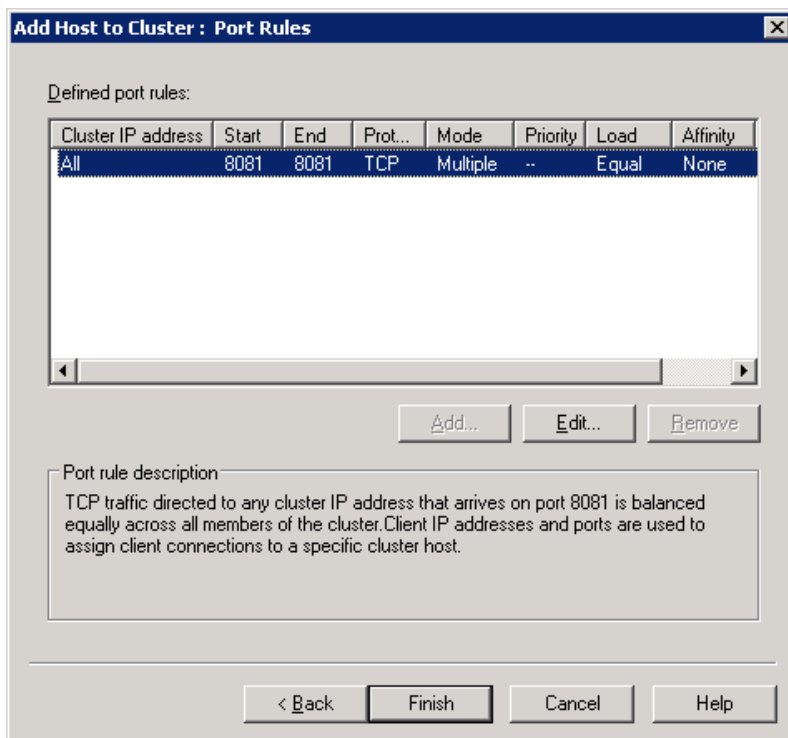 Add Host to Cluster : Port Rules
Defined port rules:
Cluster IP address Start End Prot... Mode Priority Load Affinity
All 8081 8081 TCP Multiple -- Equal None
Add... Edit... Remove
Port rule description
TCP traffic directed to any cluster IP address that arrives on port 8081 is balanced
equally across all members of the cluster.Client IP addresses and ports are used to
assign client connections to a specific cluster host.
< Back Finish Cancel Help